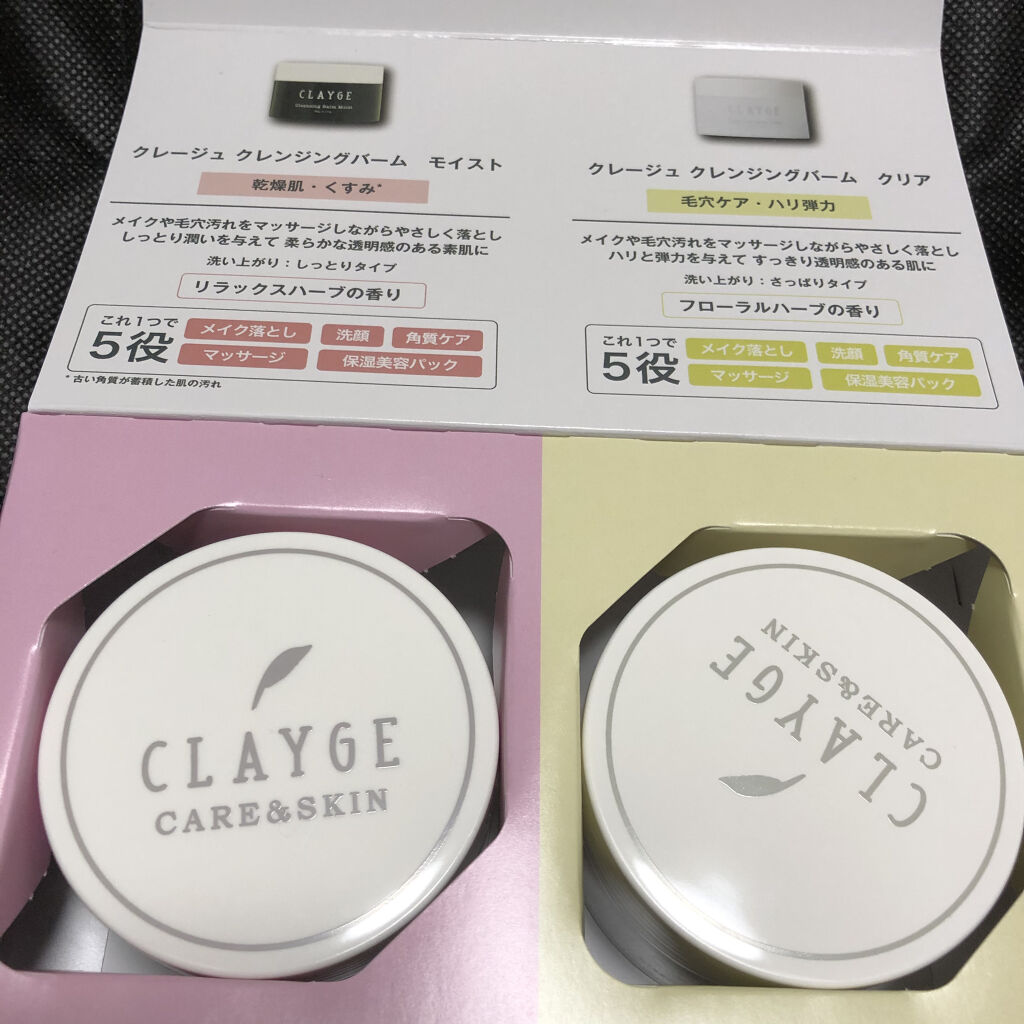 CLAYGE
Cleansing Balm Moist
クレージュ クレンジングバーム モイスト
乾燥肌・くすみ*
メイクや毛穴汚れをマッサージしながらやさしく落とし
しっとり潤いを与えて 柔らかな透明感のある素肌に
洗い上がり:しっとりタイプ
リラックスハーブの香り
これ1つで
5役
メイク落とし 洗顔 角質ケア
マッサージ 保湿美容パック
*古い角質が蓄積した肌の汚れ
CLAYGE
クレージュ クレンジングバーム クリア
毛穴ケア・ハリ弾力
メイクや毛穴汚れをマッサージしながらやさしく落とし
ハリと弾力を与えて すっきり透明感のある肌に
洗い上がり:さっぱりタイプ
フローラルハーブの香り
これ1つで
5役
メイク落とし 洗顔 角質ケア
マッサージ 保湿美容パック
CLAYGE
CARE&SKIN
CLAYGE
CARE&SKIN